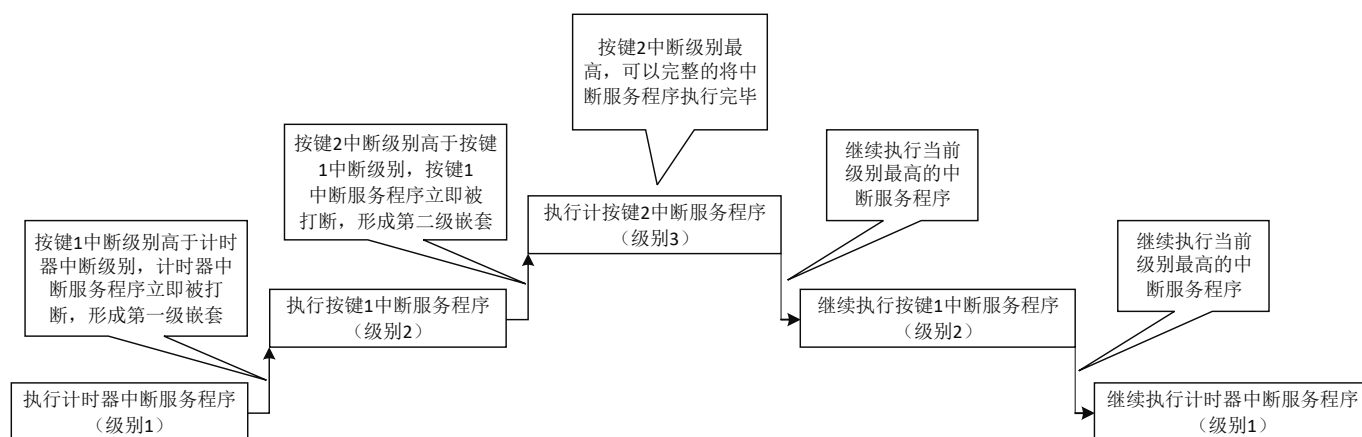 按键2中断级别最
高，可以完整的将中
断服务程序执行完毕
按键2中断级别高于按键
1中断级别，按键1
中断服务程序立即被
打断，形成第二级嵌套
继续执行当前
级别最高的中
断服务程序
执行计按键2中断服务程序
（级别3）
按键1中断级别高于计时
器中断级别，计时器中
断服务程序立即被打
断，形成第一级嵌套
继续执行当前
级别最高的中
断服务程序
执行按键1中断服务程序
（级别2）
继续执行按键1中断服务程序
（级别2）
执行计时器中断服务程序
（级别1）
继续执行计时器中断服务程序
（级别1）